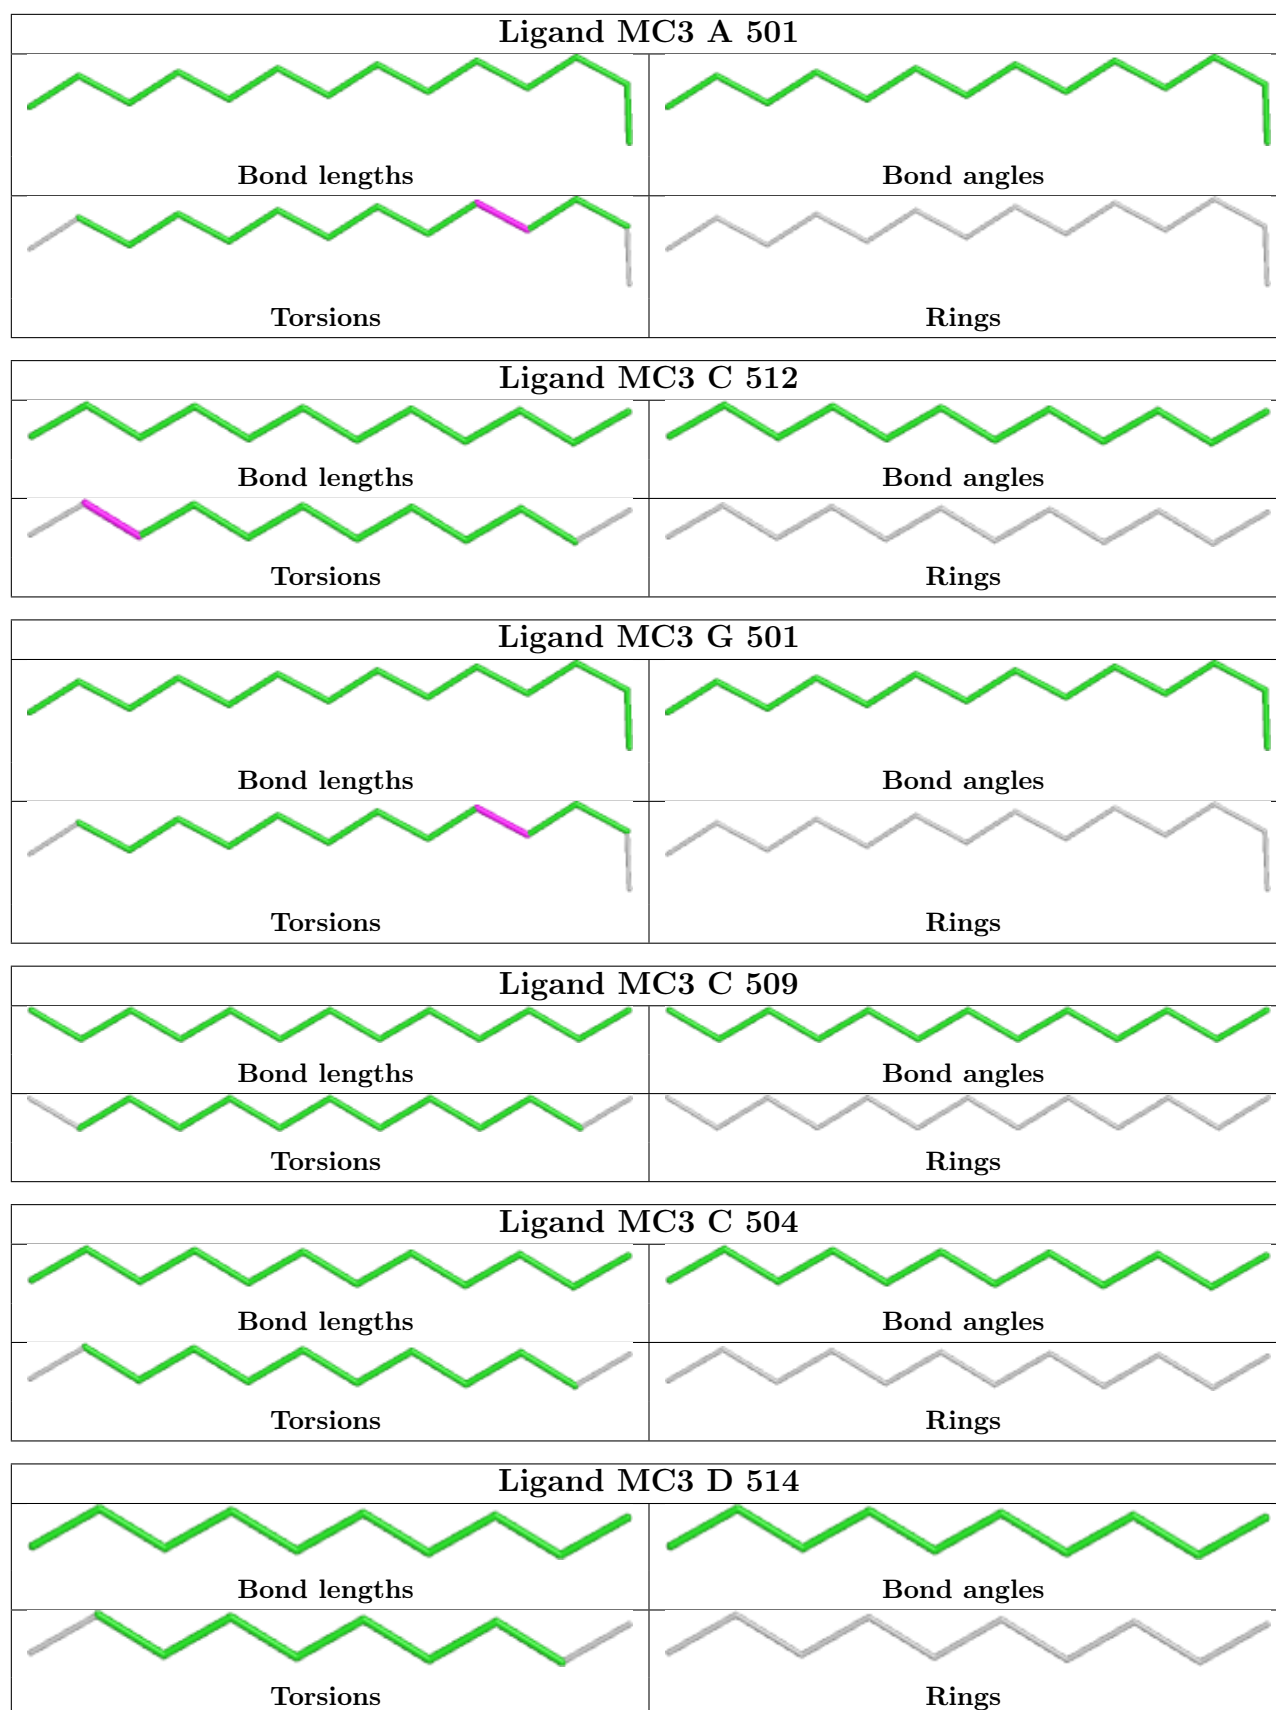 Ligand MC3 A 501
Bond lengths
Bond angles
Torsions
Rings
Ligand MC3 C 512
Bond lengths
Bond angles
Torsions
Rings
Ligand MC3 G 501
Bond lengths
Bond angles
Torsions
Rings
Ligand MC3 C 509
Bond lengths
Bond angles
Torsions
Rings
Ligand MC3 C 504
Bond lengths
Bond angles
Torsions
Rings
Ligand MC3 D 514
Bond lengths
Bond angles
Torsions
Rings